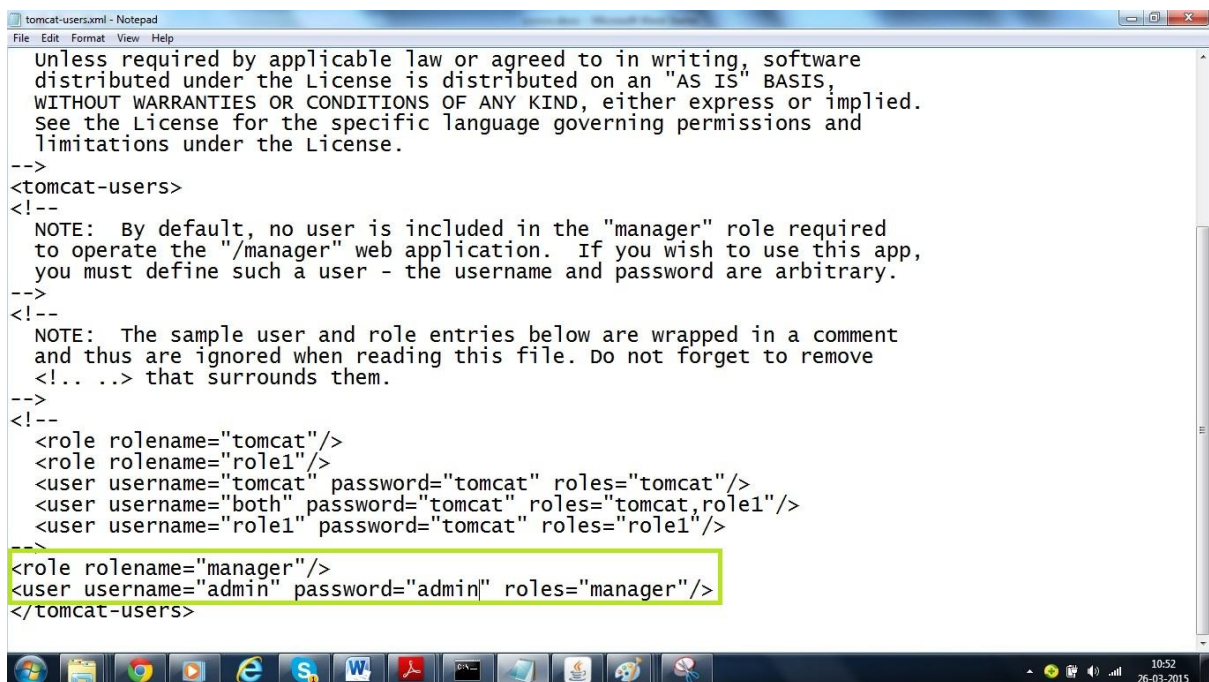 tomcat-users.xml - Notepad
File Edit Format View Help
Unless required by applicable law or agreed to in writing, software
distributed under the License is distributed on an "AS IS" BASIS,
WITHOUT WARRANTIES OR CONDITIONS OF ANY KIND, either express or implied.
See the License for the specific language governing permissions and
limitations under the License.
-->
<tomcat-users>
<!--
NOTE:  By default, no user is included in the "manager" role required
to operate the "/manager" web application.  If you wish to use this app,
you must define such a user - the username and password are arbitrary.
-->
<!--
NOTE:  The sample user and role entries below are wrapped in a comment
and thus are ignored when reading this file. Do not forget to remove
<!.. ..> that surrounds them.
-->
<!--
<role rolename="tomcat"/>
<role rolename="role1"/>
<user username="tomcat" password="tomcat" roles="tomcat"/>
<user username="both" password="tomcat" roles="tomcat,role1"/>
<user username="role1" password="tomcat" roles="role1"/>
-->
<role rolename="manager"/>
<user username="admin" password="admin" roles="manager"/>
</tomcat-users>
10:52
26-03-2015